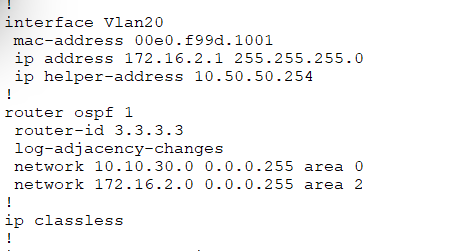 !
interface Vlan20
 mac-address 00e0.f99d.1001
 ip address 172.16.2.1 255.255.255.0
 ip helper-address 10.50.50.254
!
router ospf 1
 router-id 3.3.3.3
 log-adjacency-changes
 network 10.10.30.0 0.0.0.255 area 0
 network 172.16.2.0 0.0.0.255 area 2
!
ip classless
!